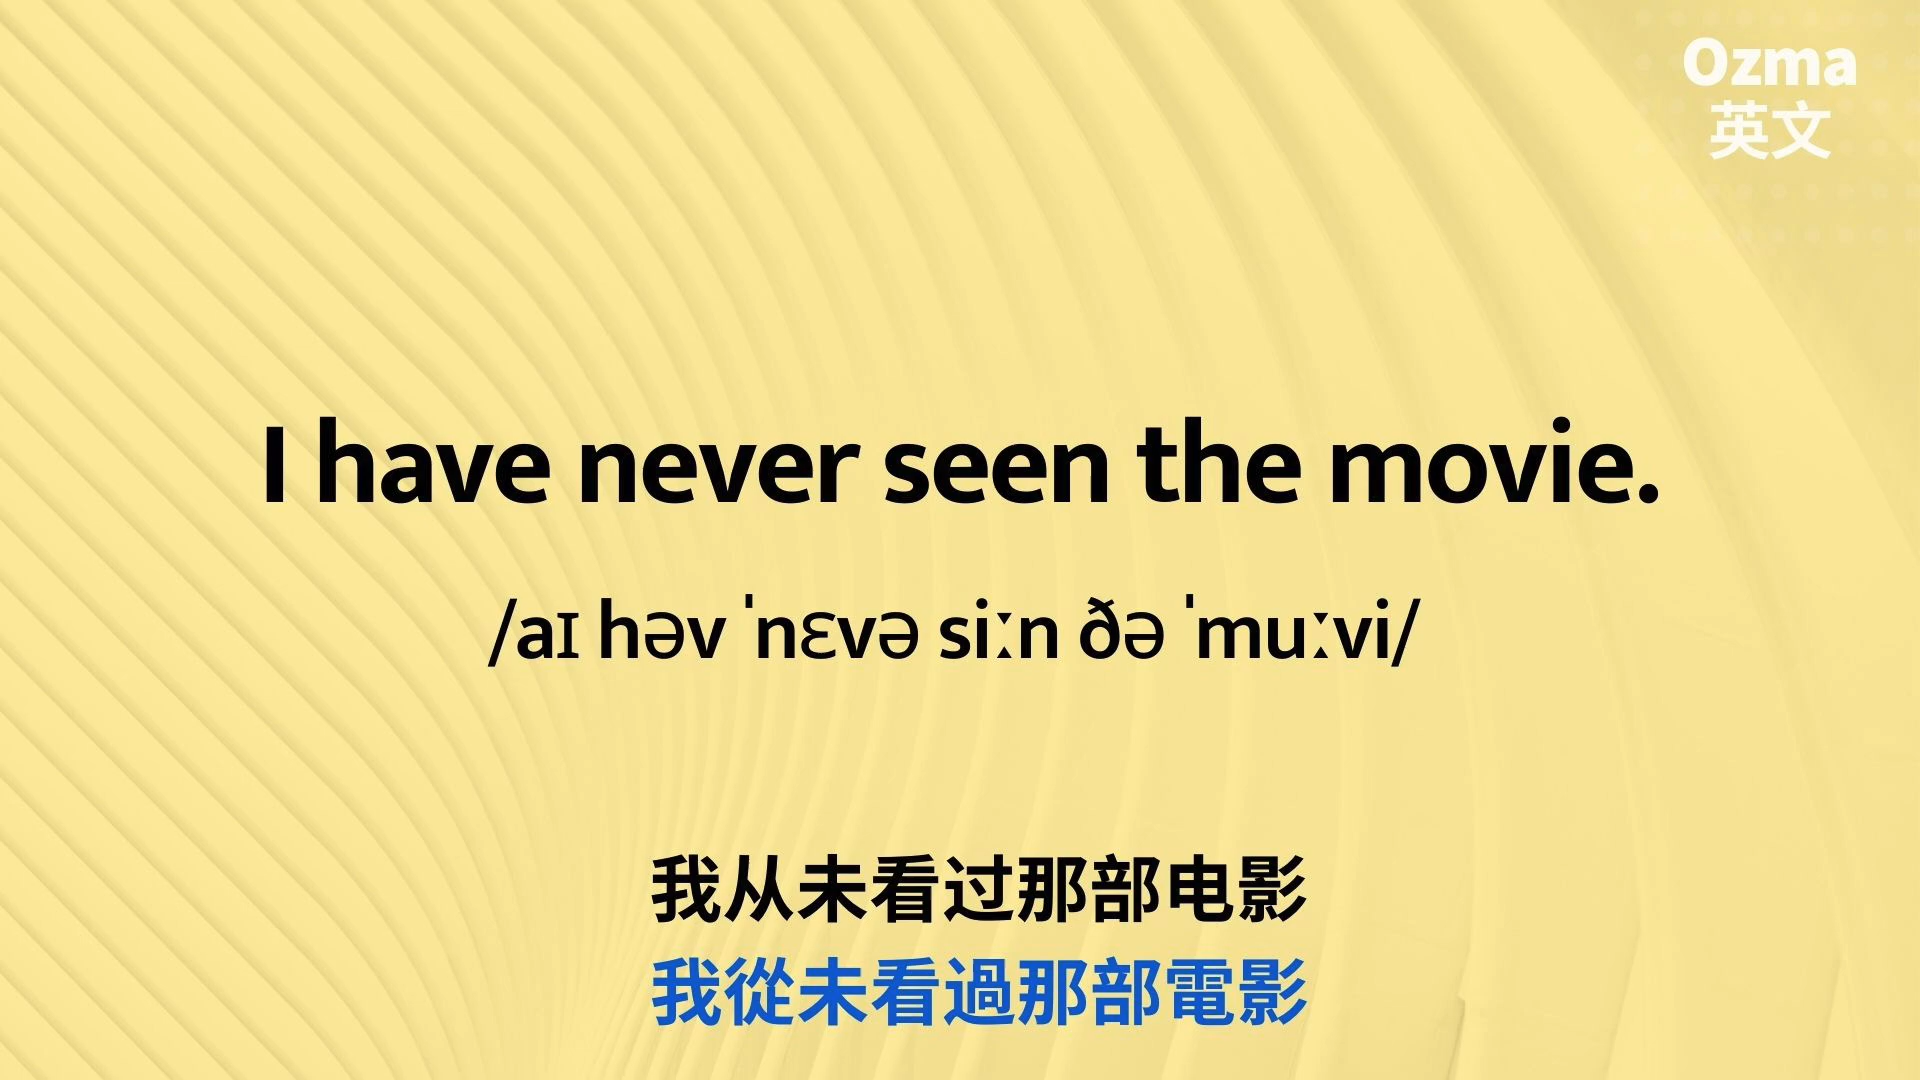 Ozma
英文
I have never seen the movie.
/aɪ həv ˈnɛvə siːn ðə ˈmuːvi/
我从未看过那部电影
我從未看過那部電影